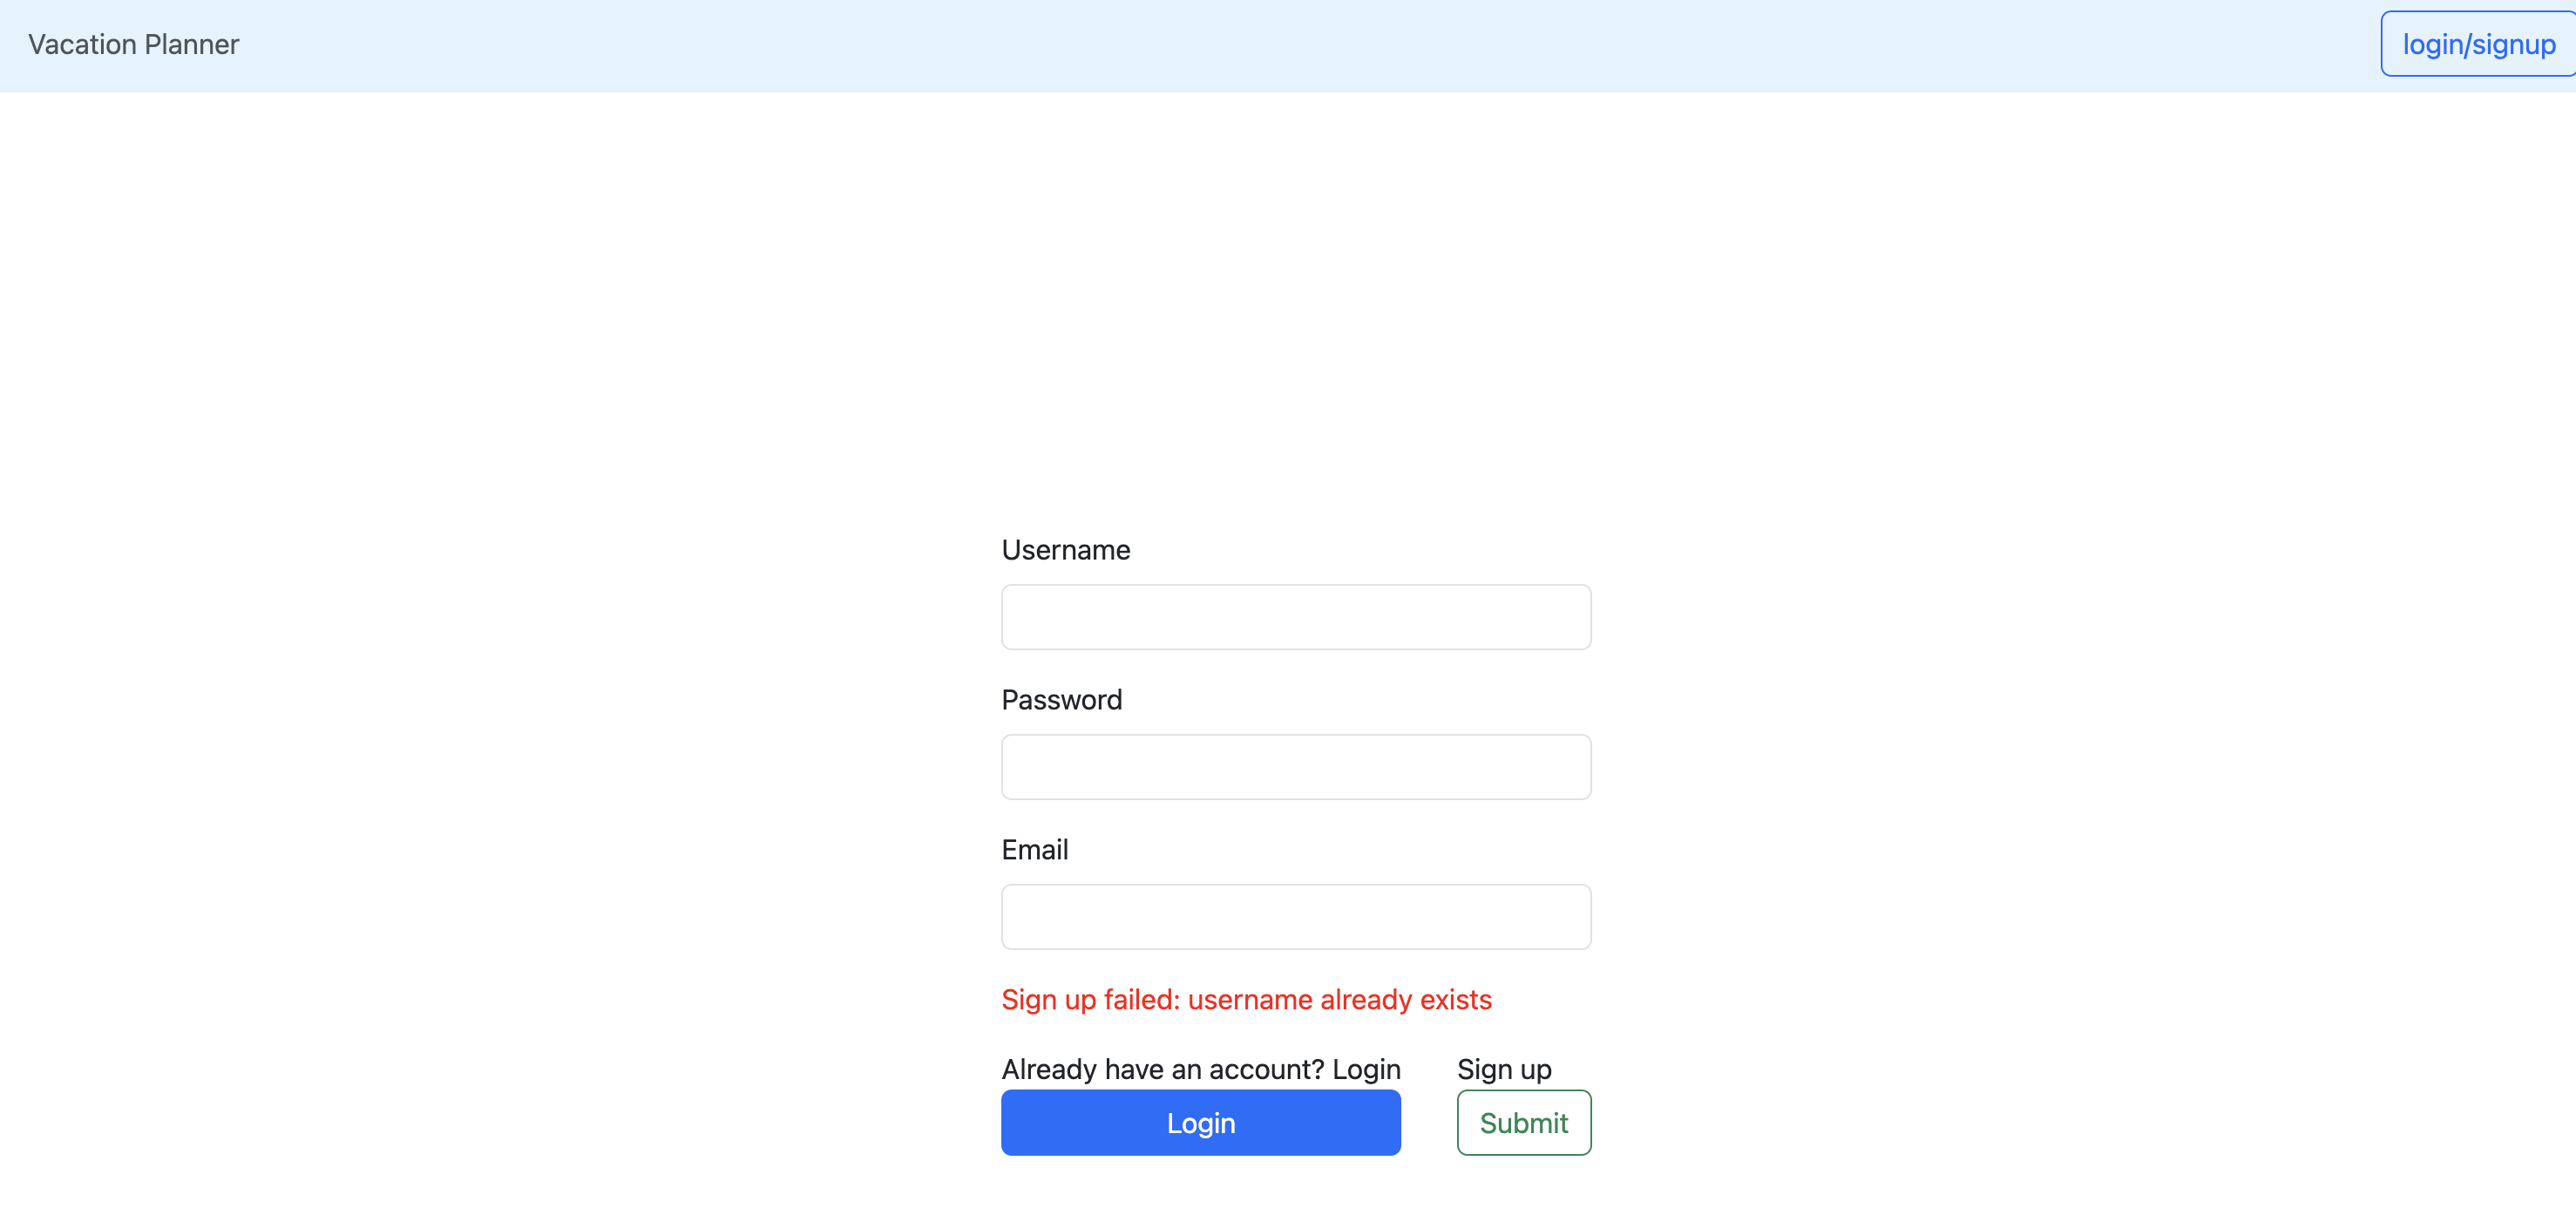 Vacation Planner
login/signup
Username
Password
Email
Sign up failed: username already exists
Already have an account? Login
Sign up
Login
Submit